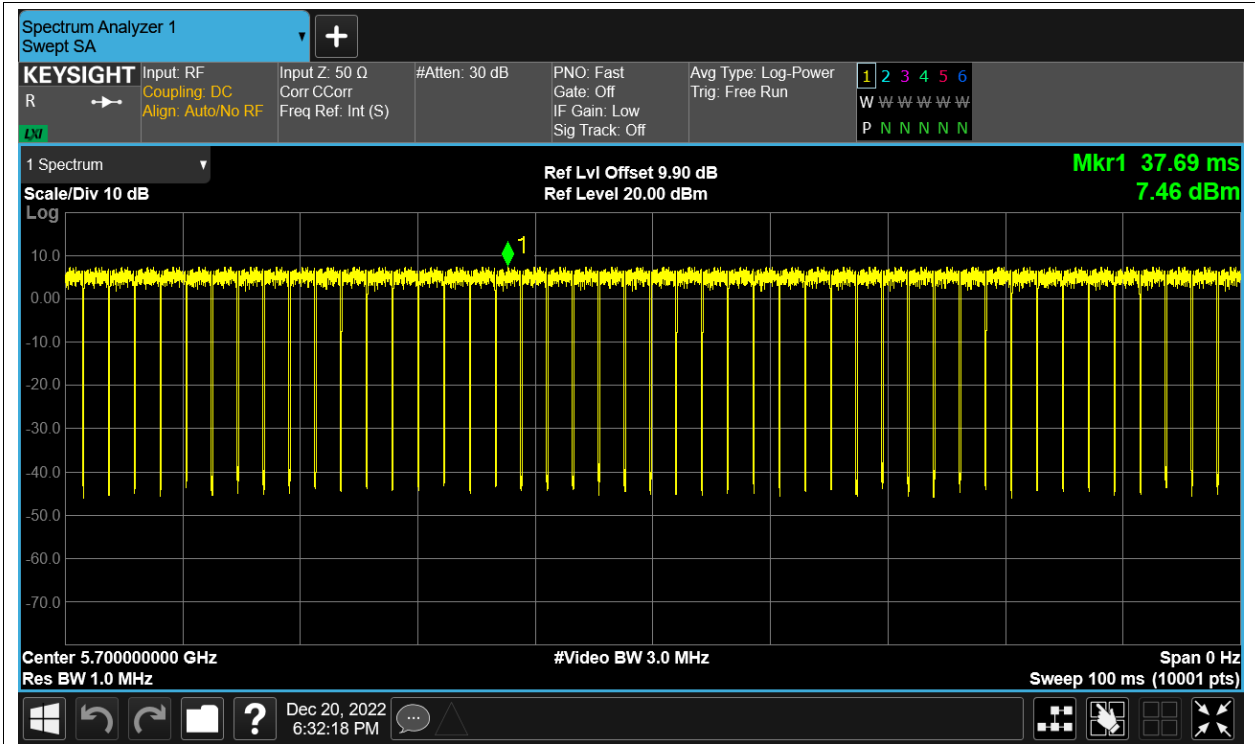 Spectrum Analyzer 1
Swept SA
+
KEYSIGHT
R
LXI
Input: RF
Coupling: DC
Align: Auto/No RF
Input Z: 50 Ω
Corr CCorr
Freq Ref: Int (S)
#Atten: 30 dB
PNO: Fast
Gate: Off
IF Gain: Low
Sig Track: Off
Avg Type: Log-Power
Trig: Free Run
1 2 3 4 5 6
W W W W W W
P N N N N N
1 Spectrum
Scale/Div 10 dB
Log
Ref Lvl Offset 9.90 dB
Ref Level 20.00 dBm
Mkr1 37.69 ms
7.46 dBm
1
10.0
0.00
-10.0
-20.0
-30.0
-40.0
-50.0
-60.0
-70.0
Center 5.700000000 GHz
Res BW 1.0 MHz
#Video BW 3.0 MHz
Span 0 Hz
Sweep 100 ms (10001 pts)
?
Dec 20, 2022
6:32:18 PM